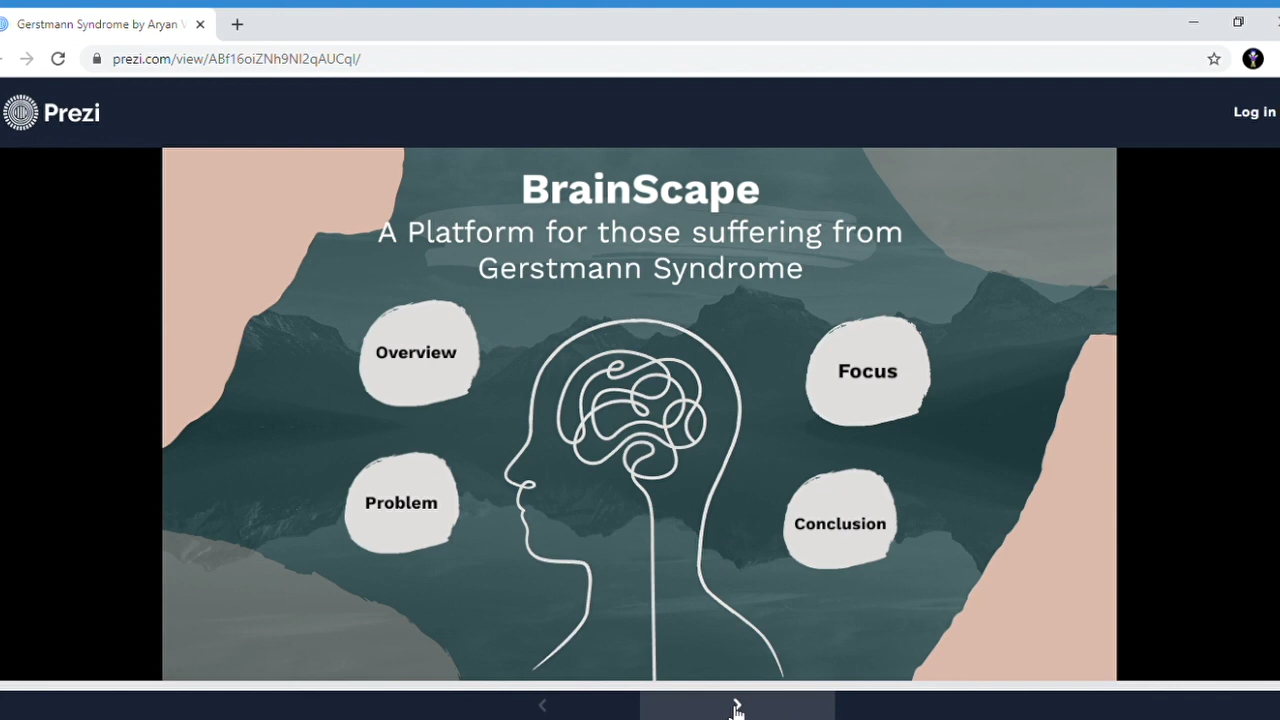 Gerstmann Syndrome by Aryan
prezi.com/view/ABf16oiZNh9NI2qAUCqI/
Prezi
Log in
BrainScape
A Platform for those suffering from
Gerstmann Syndrome
Overview
Focus
Problem
Conclusion